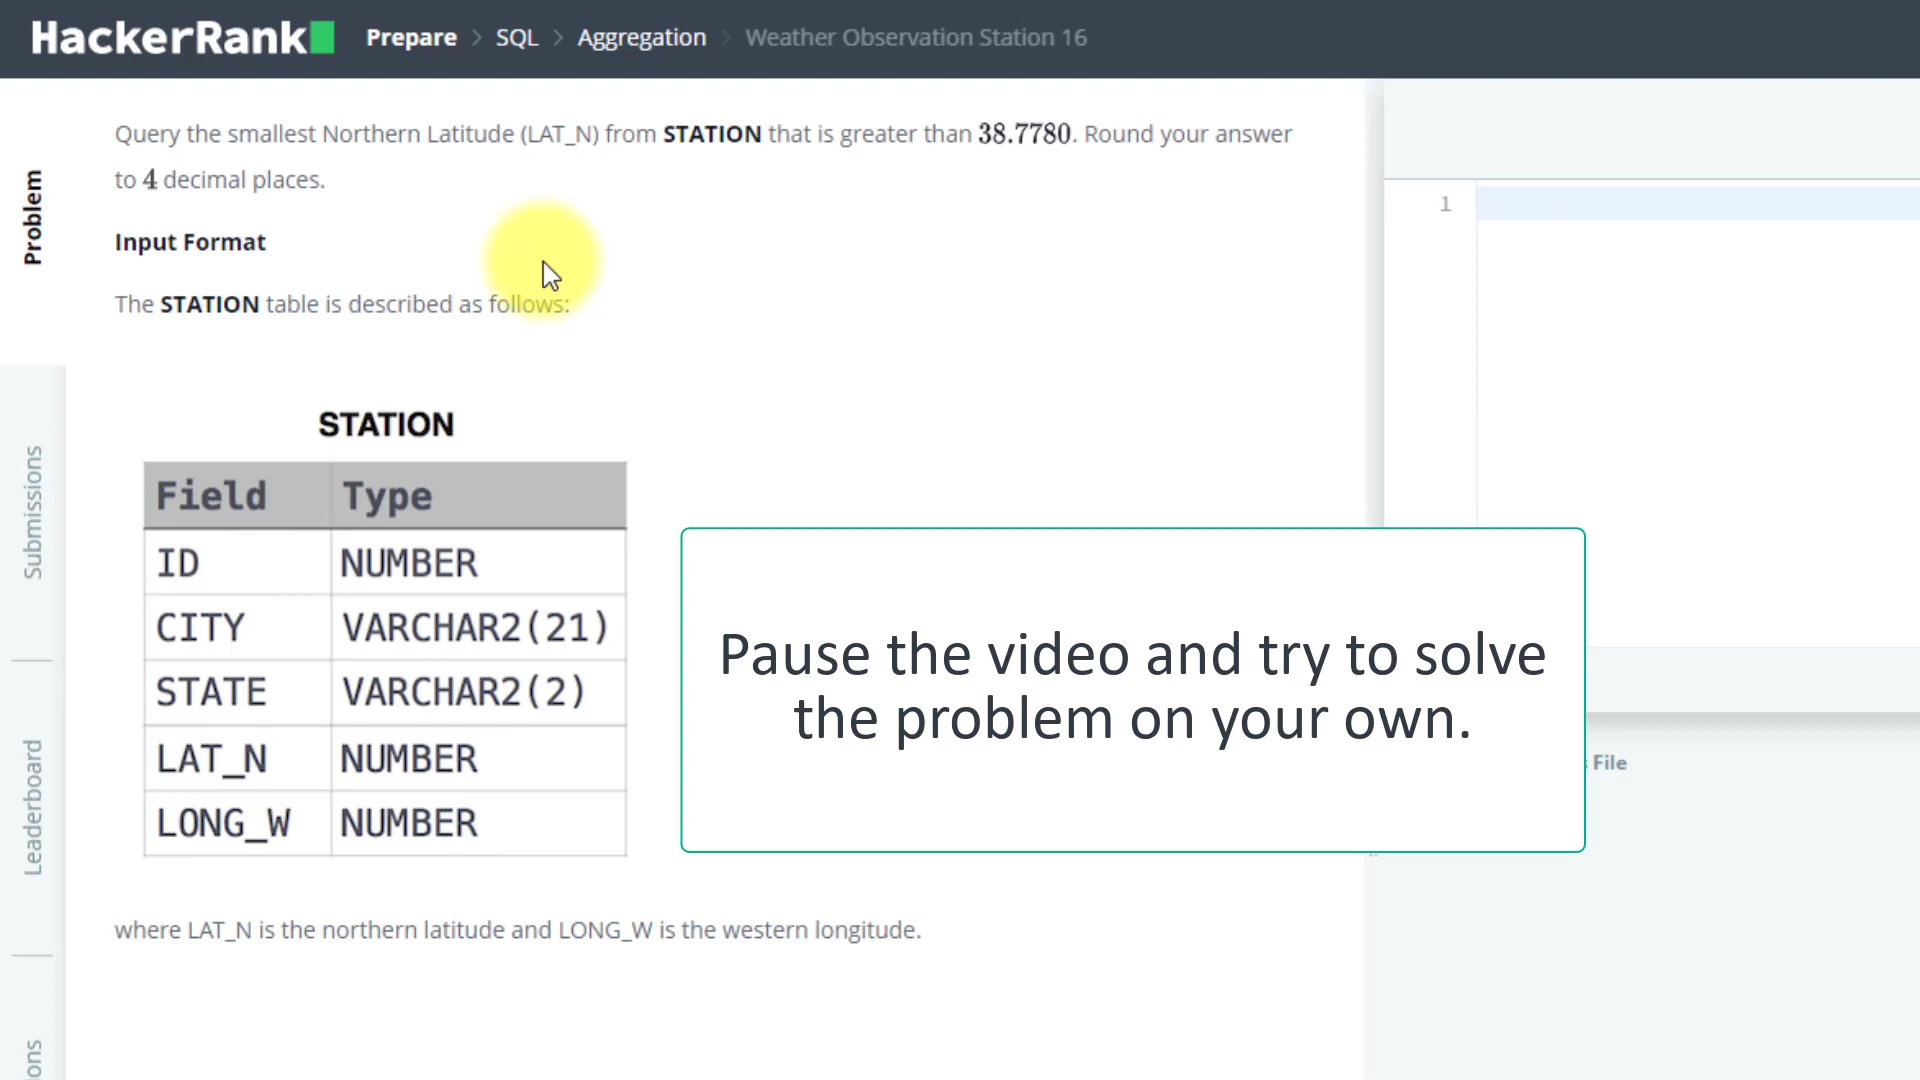 HackerRank Prepare > SQL > Aggregation > Weather Observation Station 16
Query the smallest Northern Latitude (LAT_N) from STATION that is greater than 38.7780. Round your answer
to 4 decimal places.
Input Format
The STATION table is described as follows:
Problem
Submissions
Leaderboard
STATION
Field Type
ID NUMBER
CITY VARCHAR2(21)
STATE VARCHAR2(2)
LAT_N NUMBER
LONG_W NUMBER
where LAT_N is the northern latitude and LONG_W is the western longitude.
1
Pause the video and try to solve
the problem on your own.
File